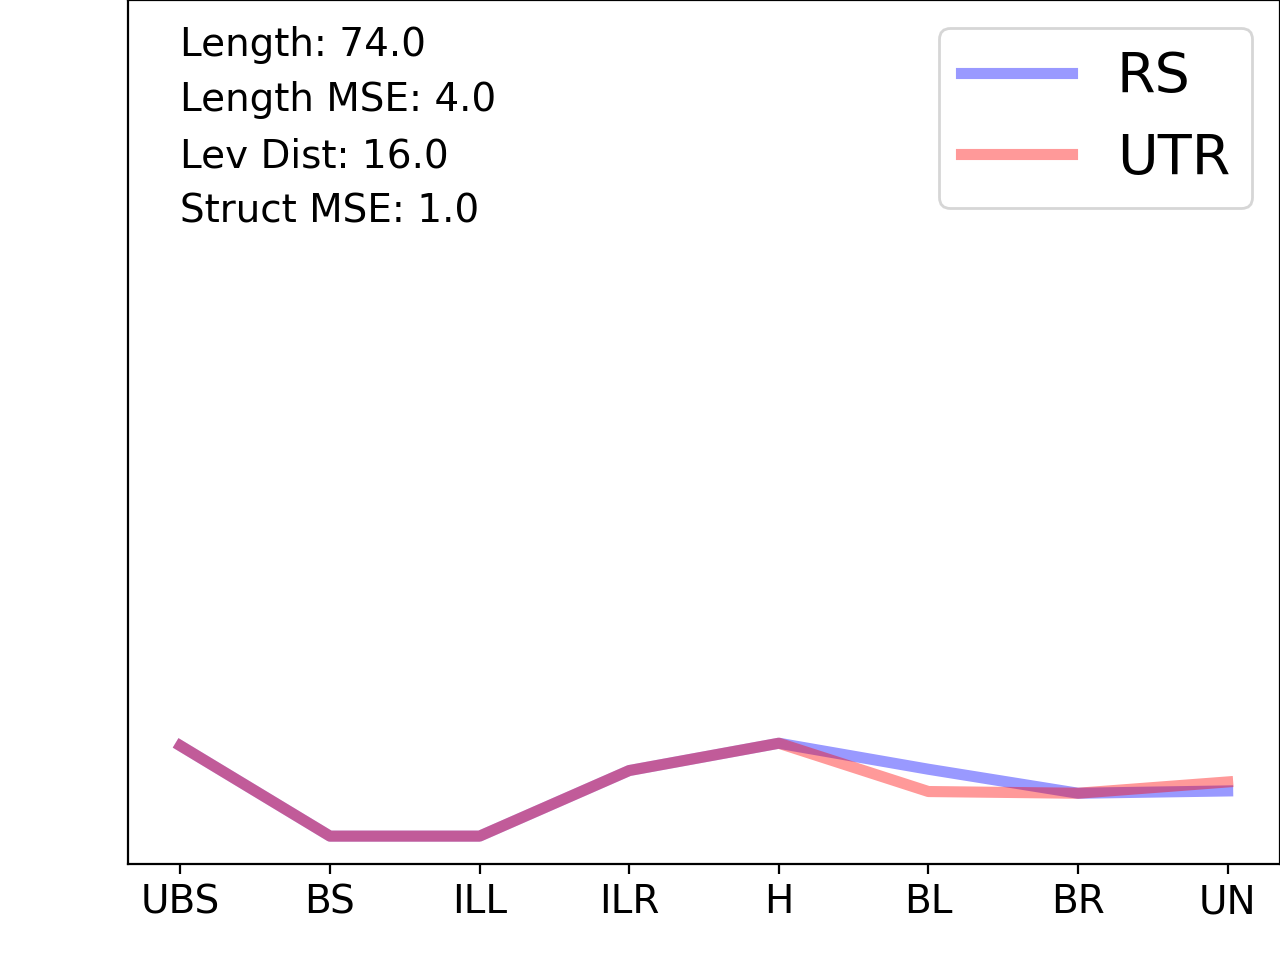 Length: 74.0
Length MSE: 4.0
Lev Dist: 16.0
Struct MSE: 1.0
RS
UTR
UBS BS ILL ILR H BL BR UN